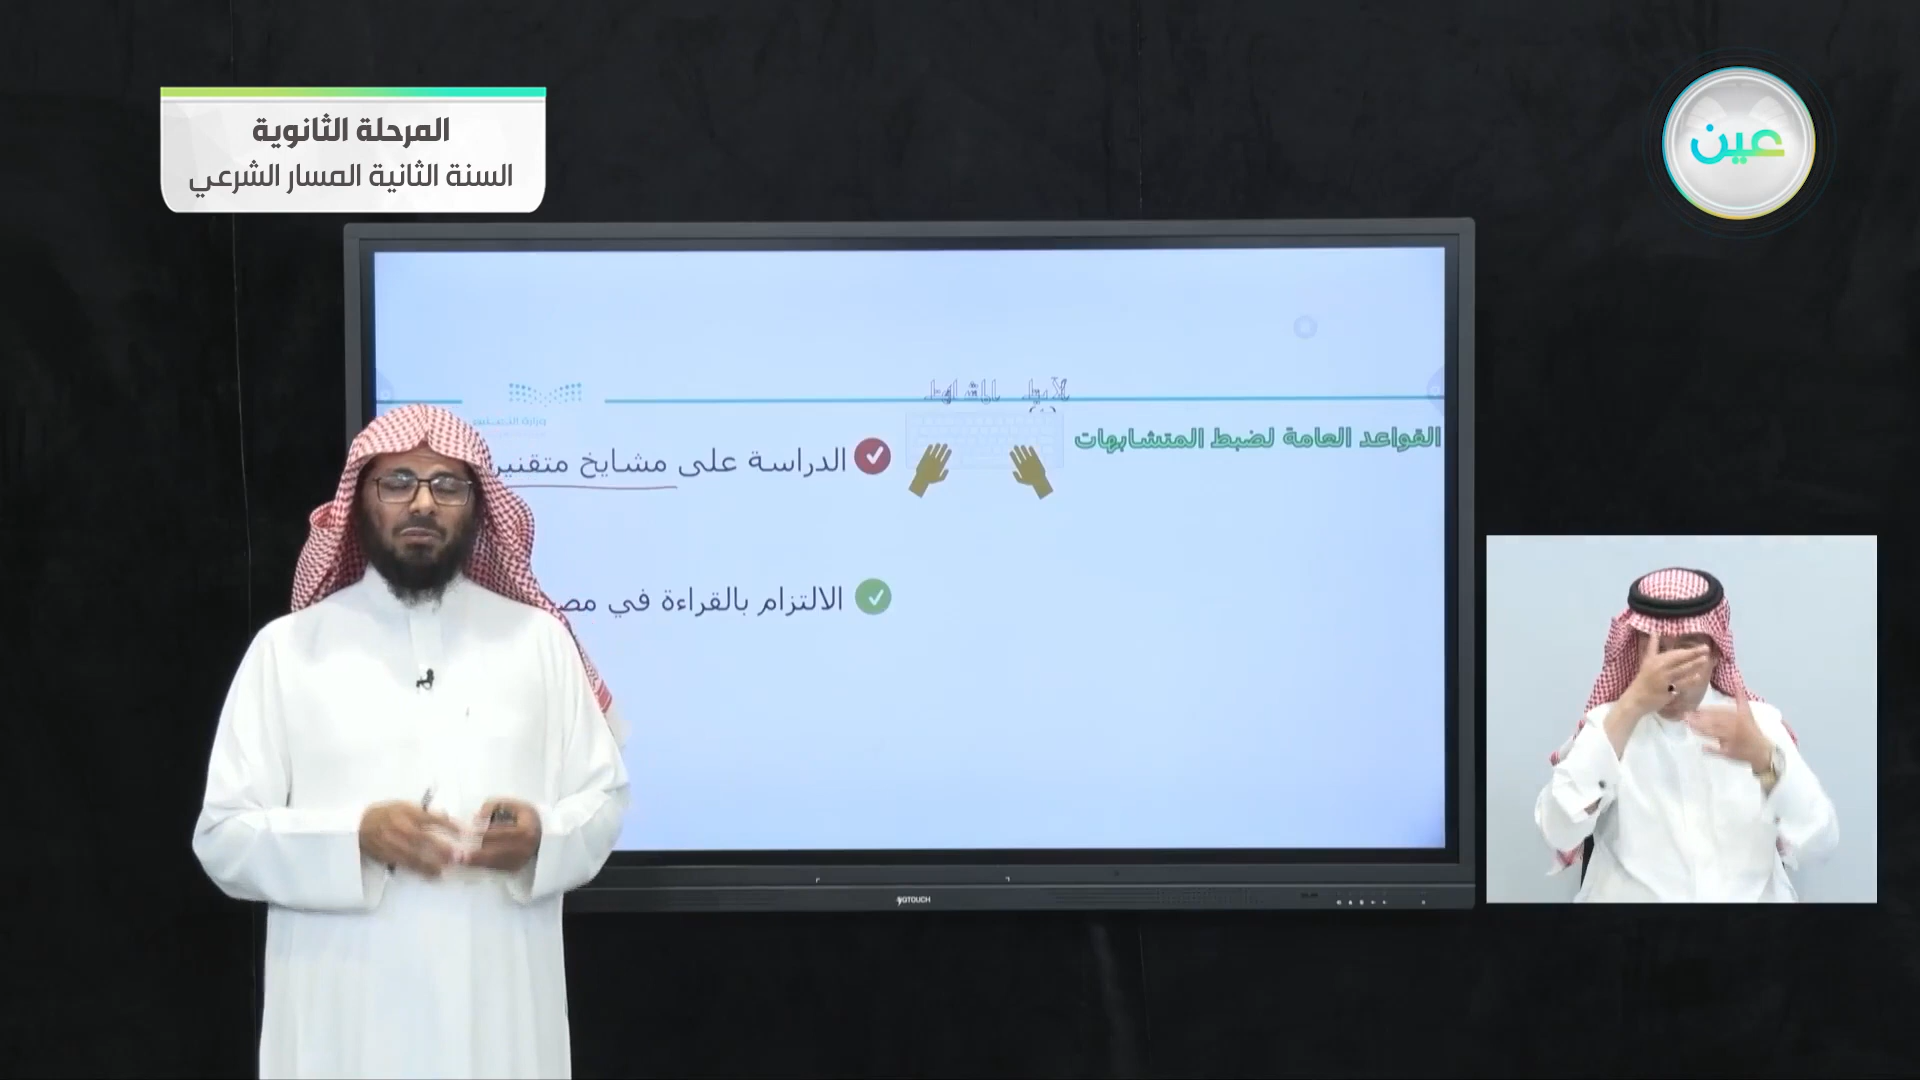 المرحلة الثانوية
السنة الثانية المسار الشرعي
عين
القواعد العامة لضبط المتشابهات
الدراسة على مشايخ متقنين
الالتزام بالقراءة في